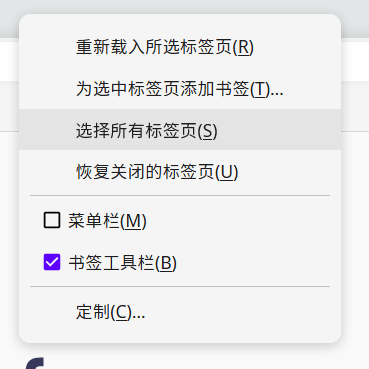 重新载入所选标签页(R)
为选中标签页添加书签(T)...
选择所有标签页(S)
恢复关闭的标签页(U)
菜单栏(M)
书签工具栏(B)
定制(C)...